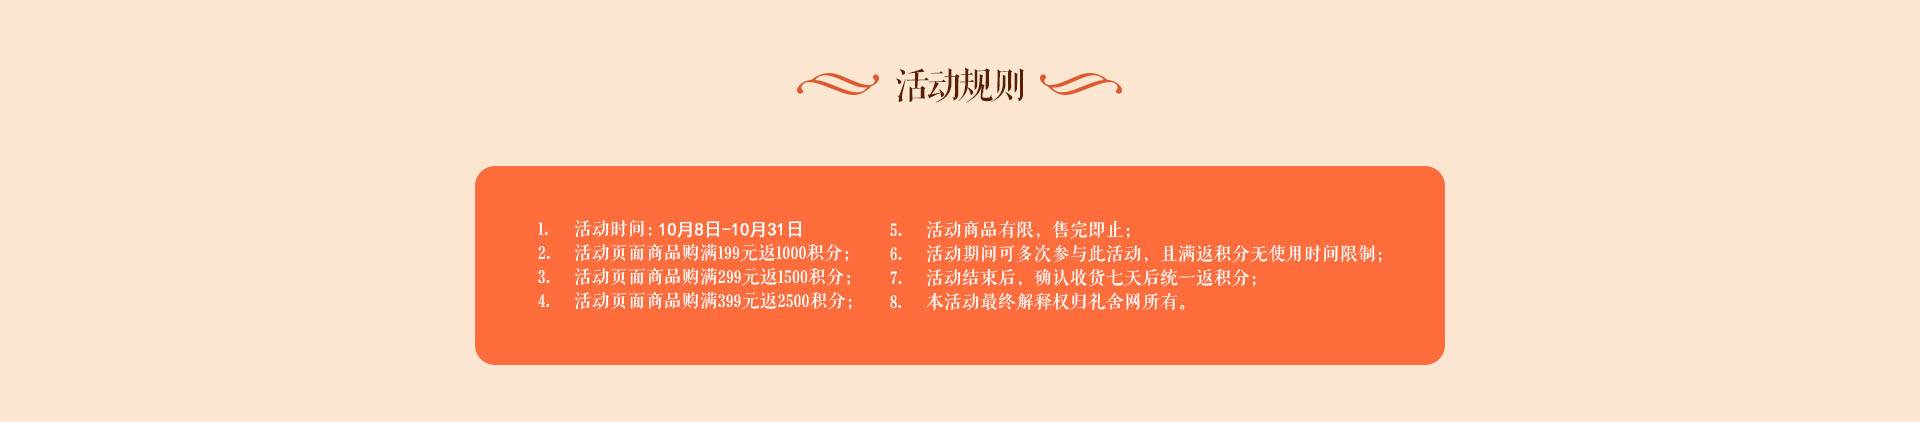 活动规则
1. 活动时间：10月8日-10月31日
2. 活动页面商品购满199元返1000积分；
3. 活动页面商品购满299元返1500积分；
4. 活动页面商品购满399元返2500积分；
5. 活动商品有限，售完即止；
6. 活动期间可多次参与此活动，且满返积分无使用时间限制；
7. 活动结束后，确认收货七天后统一返积分；
8. 本活动最终解释权归礼舍网所有。